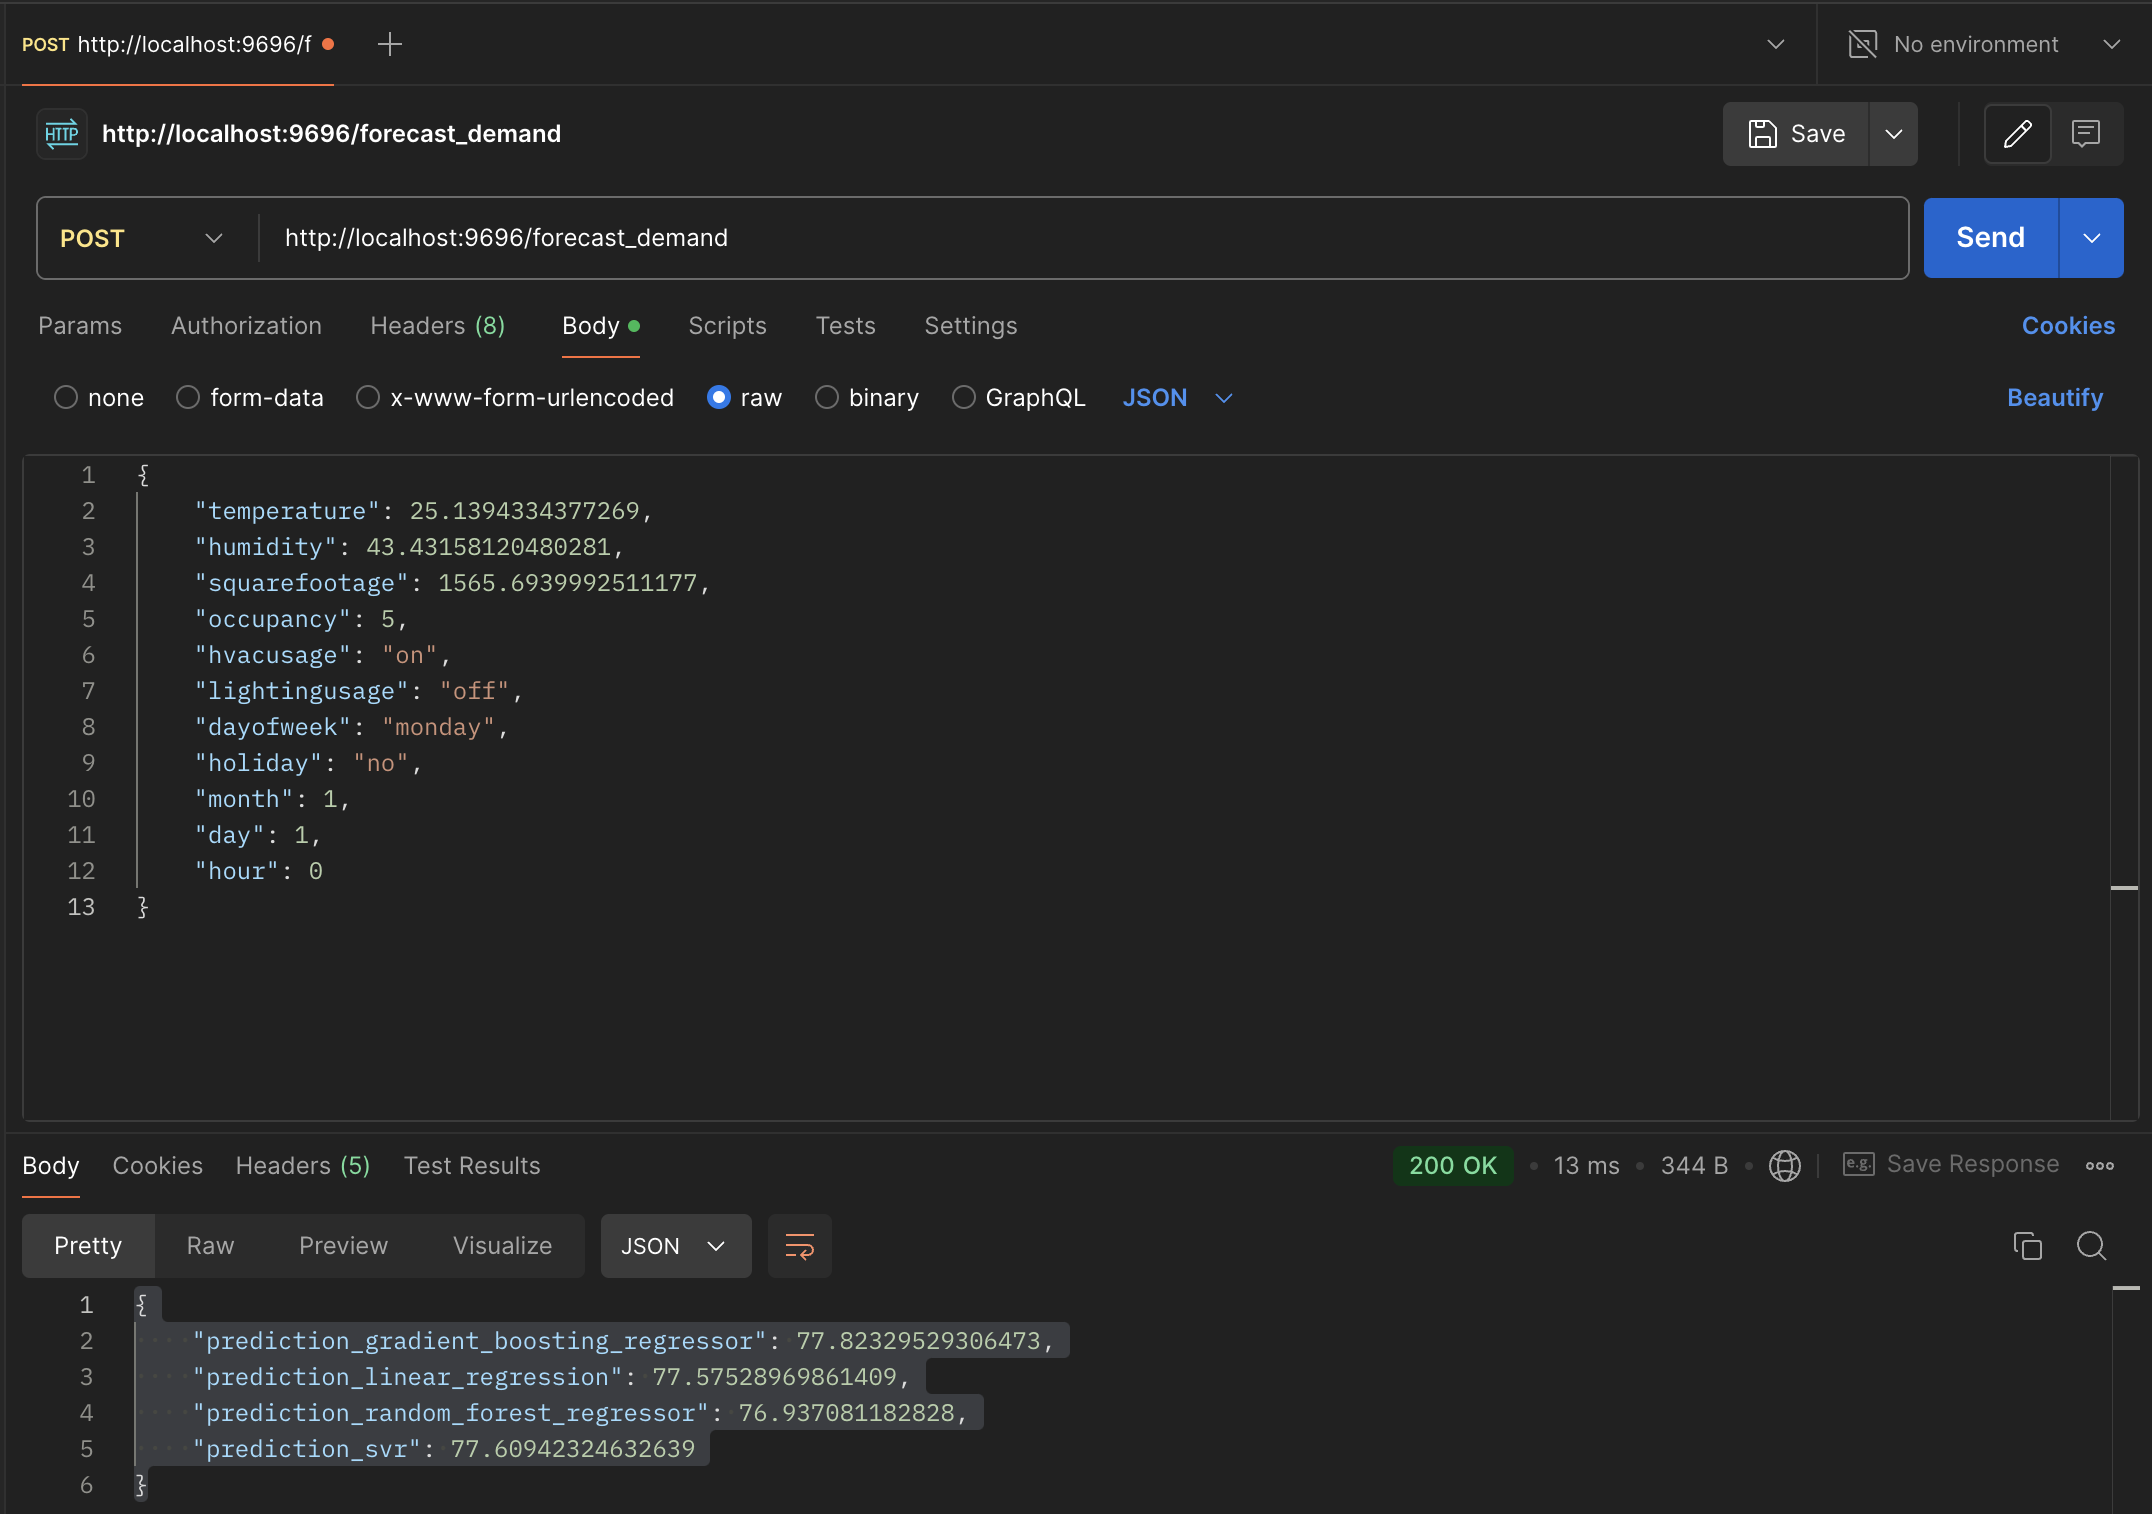 POST http://localhost:9696/f
No environment
HTTP http://localhost:9696/forecast_demand
Save
POST http://localhost:9696/forecast_demand
Send
Params Authorization Headers (8) Body Scripts Tests Settings Cookies
none form-data x-www-form-urlencoded raw binary GraphQL JSON Beautify
1 {
2 "temperature": 25.1394334377269,
3 "humidity": 43.43158120480281,
4 "squarefootage": 1565.6939992511177,
5 "occupancy": 5,
6 "hvacusage": "on",
7 "lightingusage": "off",
8 "dayofweek": "monday",
9 "holiday": "no",
10 "month": 1,
11 "day": 1,
12 "hour": 0
13 }
Body Cookies Headers (5) Test Results 200 OK 13 ms 344 B e.g. Save Response
Pretty Raw Preview Visualize JSON
1 {
2 "prediction_gradient_boosting_regressor": 77.82329529306473,
3 "prediction_linear_regression": 77.57528969861409,
4 "prediction_random_forest_regressor": 76.937081182828,
5 "prediction_svr": 77.60942324632639
6 }